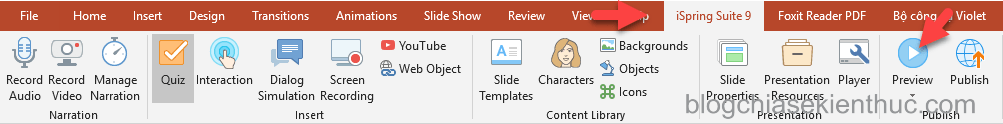 File Home Insert Design Transitions Animations Slide Show Review View iSpring Suite 9 Foxit Reader PDF Bộ công Violet
Record Audio
Record Video
Manage Narration
Narration
Quiz
Interaction
Dialog Simulation
Screen Recording
YouTube
Web Object
Insert
Slide Templates
Characters
Backgrounds
Objects
Icons
Content Library
Slide Properties
Presentation Resources
Player
Presentation
Preview
Publish
Publish
blogchiasekienthuc.com